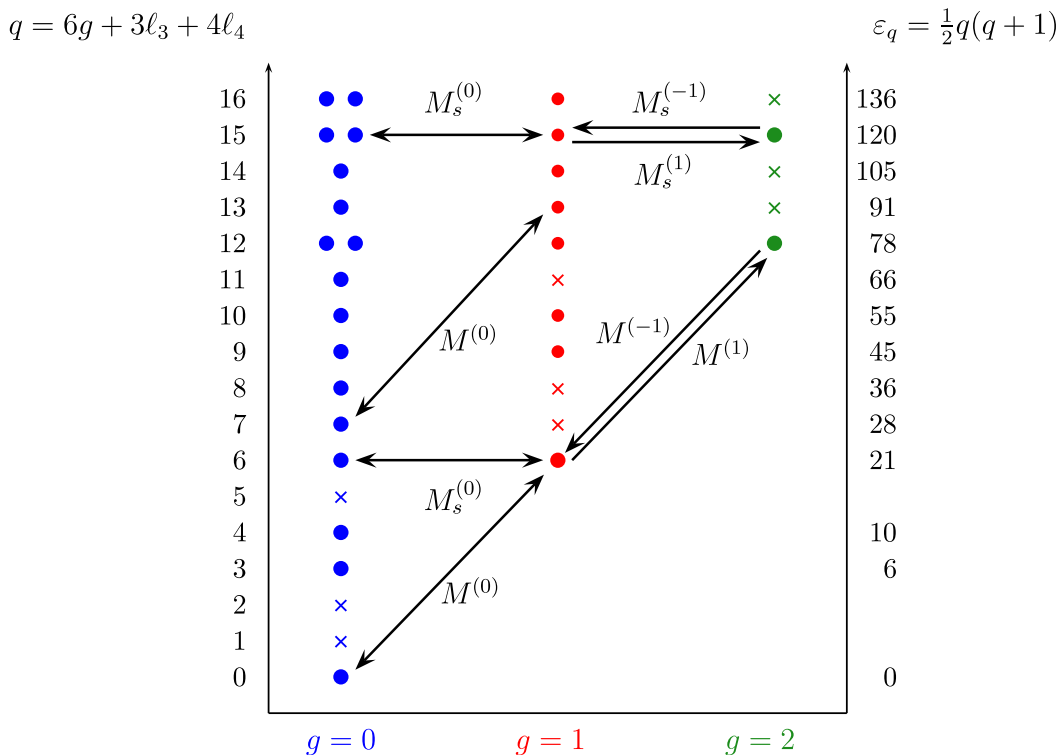 q = 6g + 3ℓ₃ + 4ℓ₄ ε_q = ½q(q + 1)
16 M_s^{(0)} M_s^{(-1)} 136
15 120
14 M_s^{(1)} 105
13 91
12 78
11 66
10 55
9 M^{(0)} M^{(-1)} M^{(1)} 45
8 36
7 28
6 21
5 M_s^{(0)}
4 10
3 6
2 M^{(0)}
1
0 0
g = 0 g = 1 g = 2